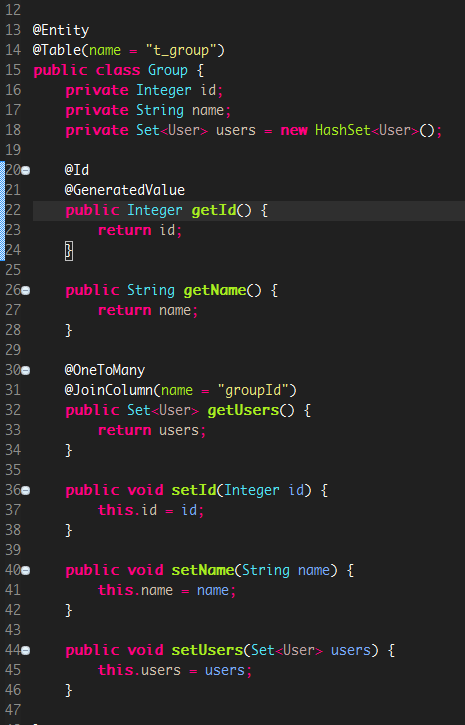 12
13 @Entity
14 @Table(name = "t_group")
15 public class Group {
16     private Integer id;
17     private String name;
18     private Set<User> users = new HashSet<User>();
19
20     @Id
21     @GeneratedValue
22     public Integer getId() {
23         return id;
24     }
25
26     public String getName() {
27         return name;
28     }
29
30     @OneToMany
31     @JoinColumn(name = "groupId")
32     public Set<User> getUsers() {
33         return users;
34     }
35
36     public void setId(Integer id) {
37         this.id = id;
38     }
39
40     public void setName(String name) {
41         this.name = name;
42     }
43
44     public void setUsers(Set<User> users) {
45         this.users = users;
46     }
47